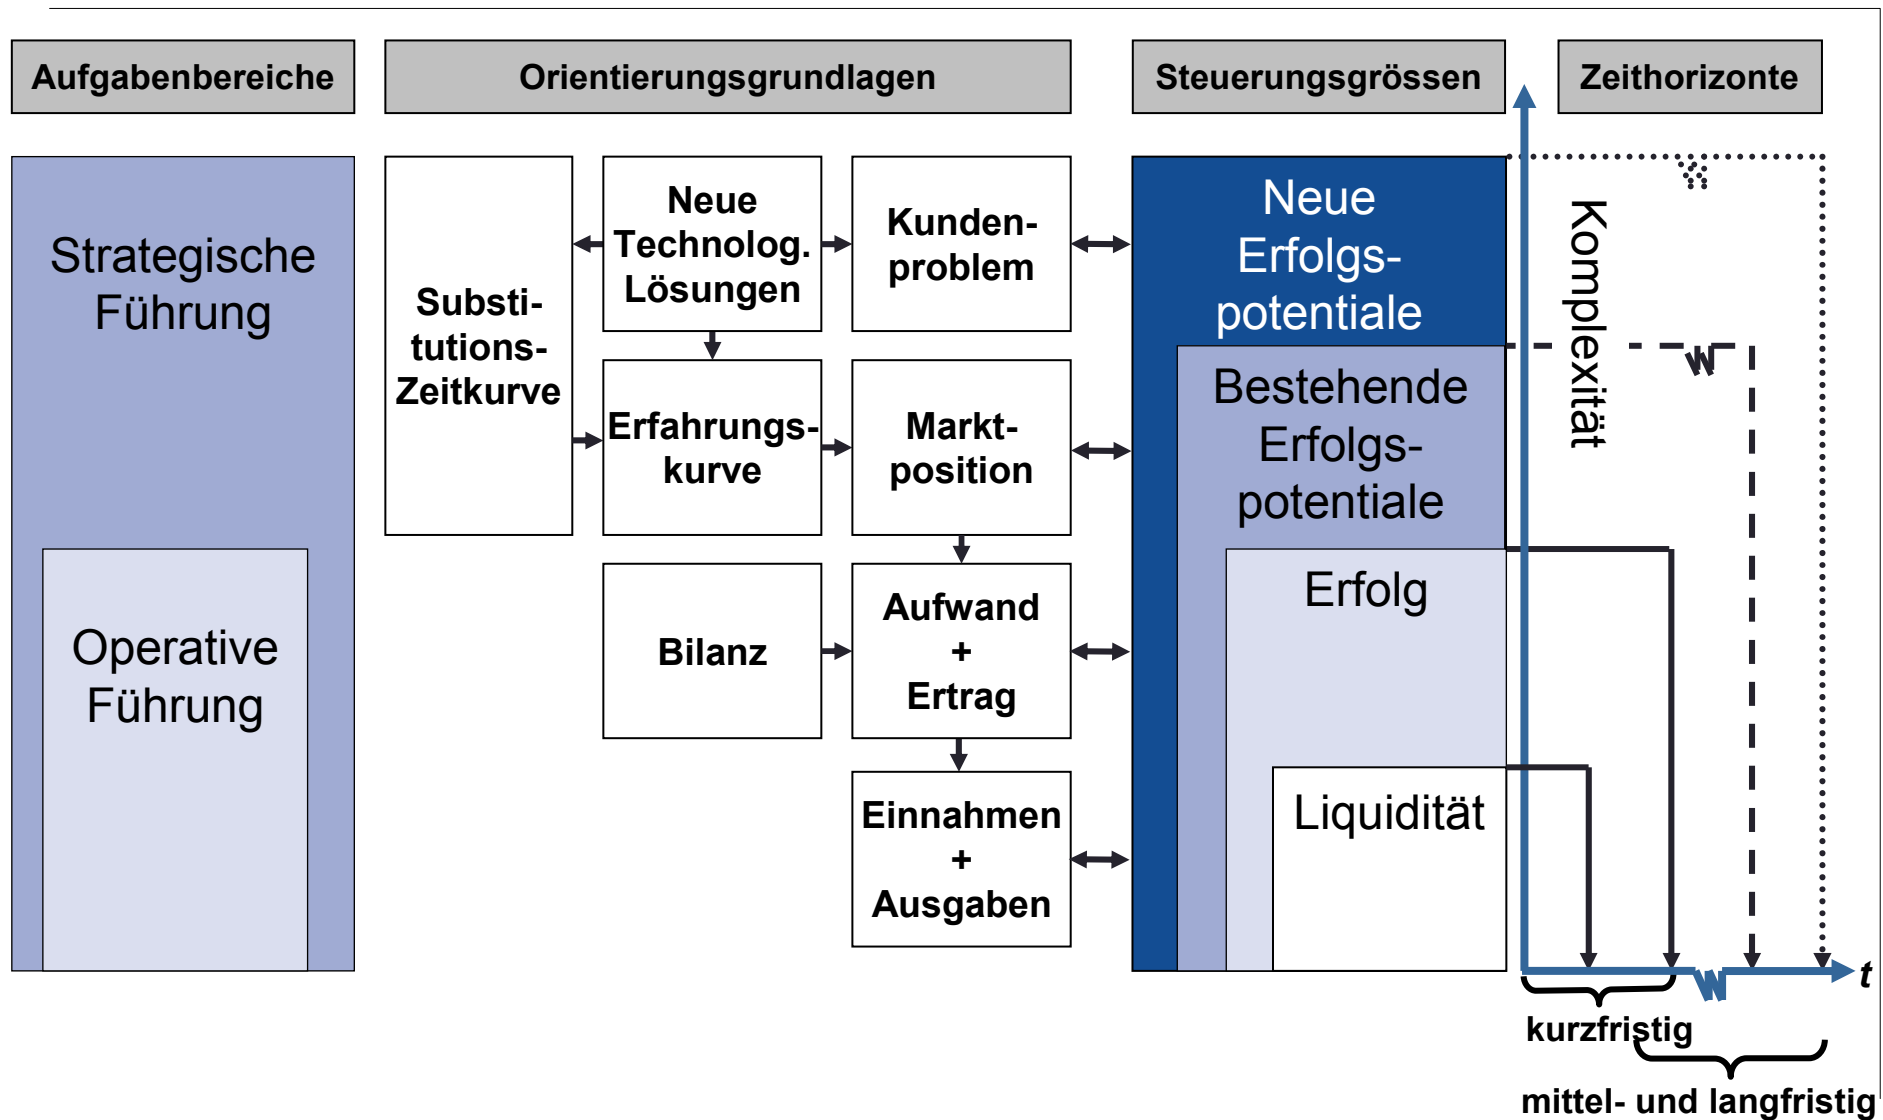 Aufgabenbereiche
Orientierungsgrundlagen
Steuerungsgrössen
Zeithorizonte
Strategische
Führung
Operative
Führung
Substi-
tutions-
Zeitkurve
Neue
Technolog.
Lösungen
Kunden-
problem
Erfahrungs-
kurve
Markt-
position
Bilanz
Aufwand
+
Ertrag
Einnahmen
+
Ausgaben
Neue
Erfolgs-
potentiale
Bestehende
Erfolgs-
potentiale
Erfolg
Liquidität
Komplexität
t
kurzfristig
mittel- und langfristig